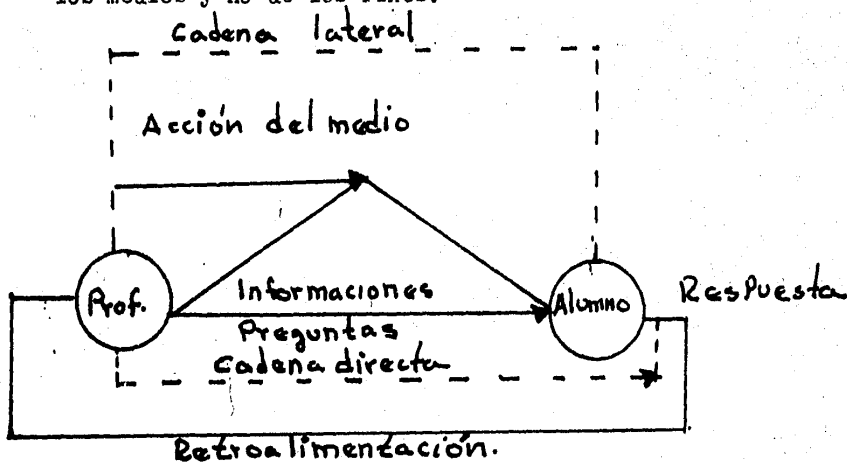 los medios y no de los fines.
Cadena lateral
Acción del medio
Prof.
Informaciones
Preguntas
Cadena directa
Alumno
Respuesta
Retroalimentación.